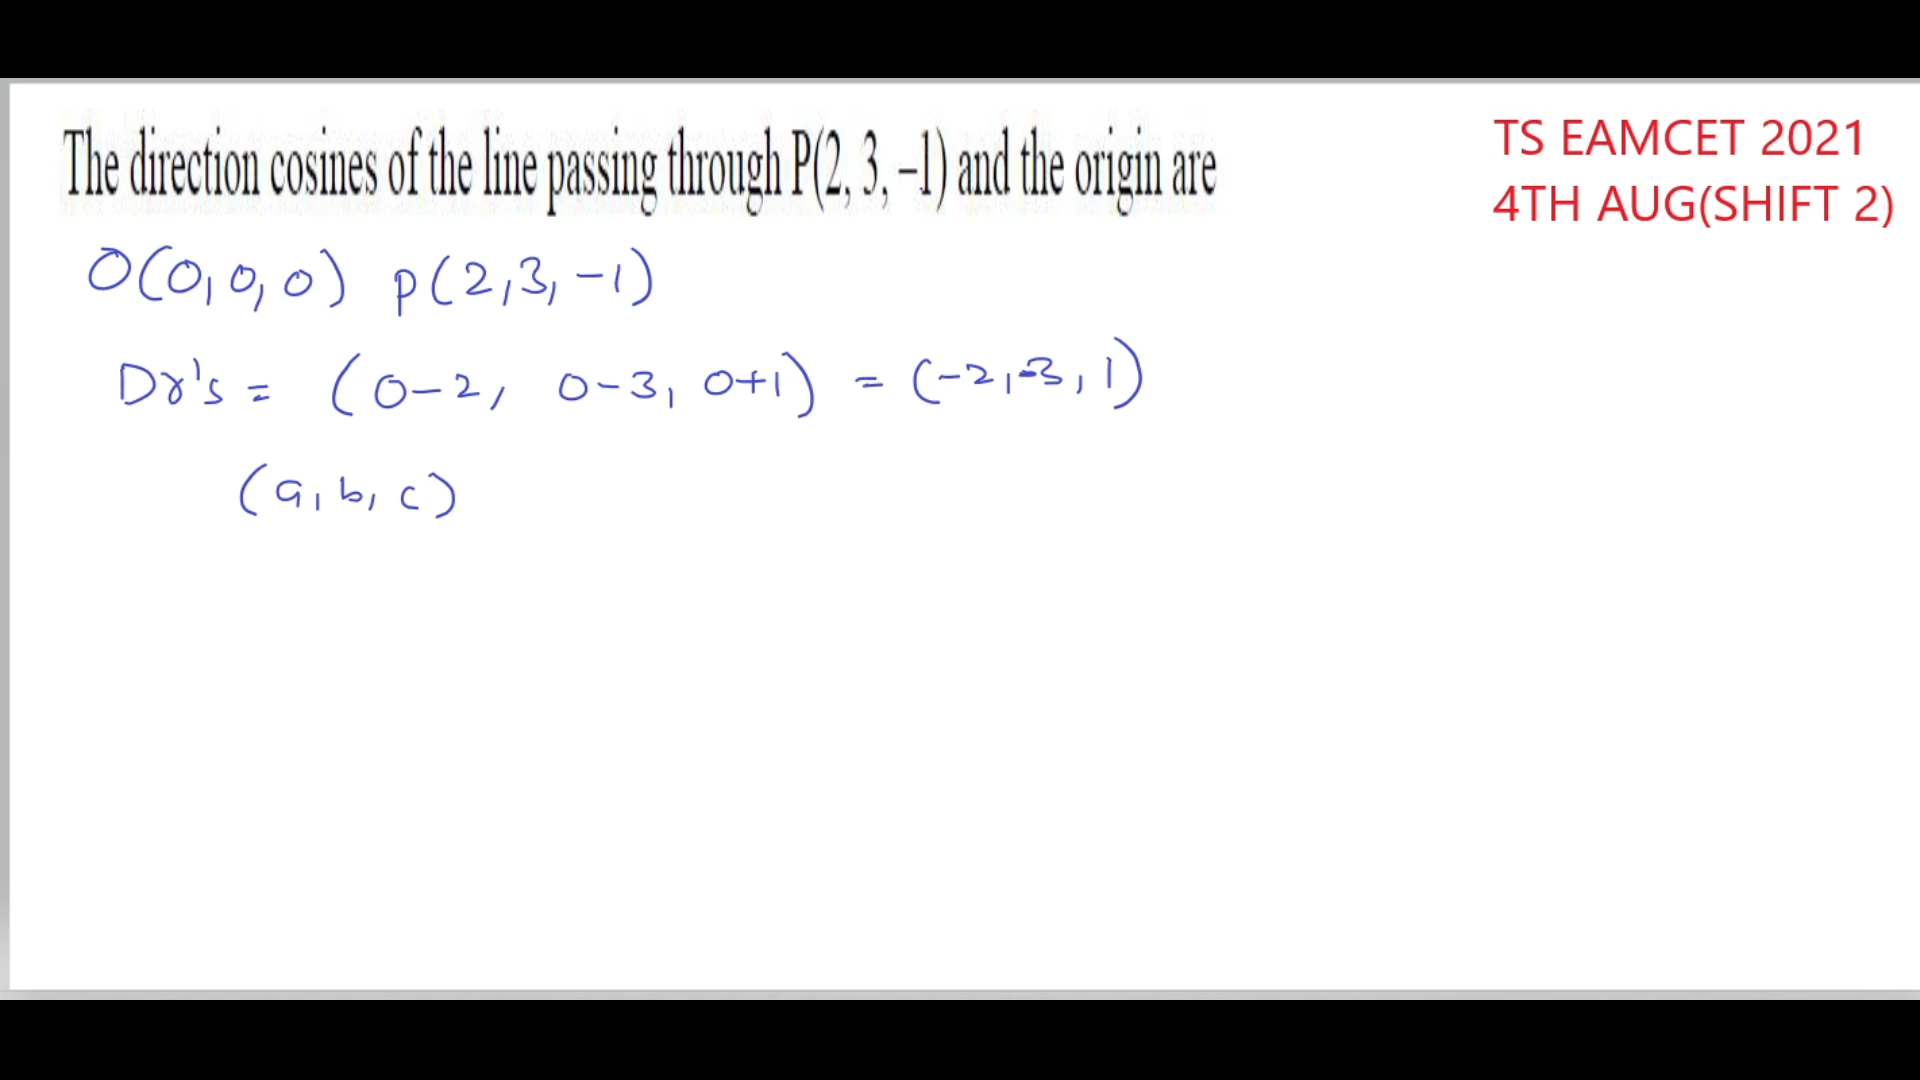 The direction cosines of the line passing through P(2, 3, –1) and the origin are
TS EAMCET 2021
4TH AUG(SHIFT 2)
O(0, 0, 0) P(2, 3, -1)
Dr's = (0-2, 0-3, 0+1) = (-2, -3, 1)
(a, b, c)